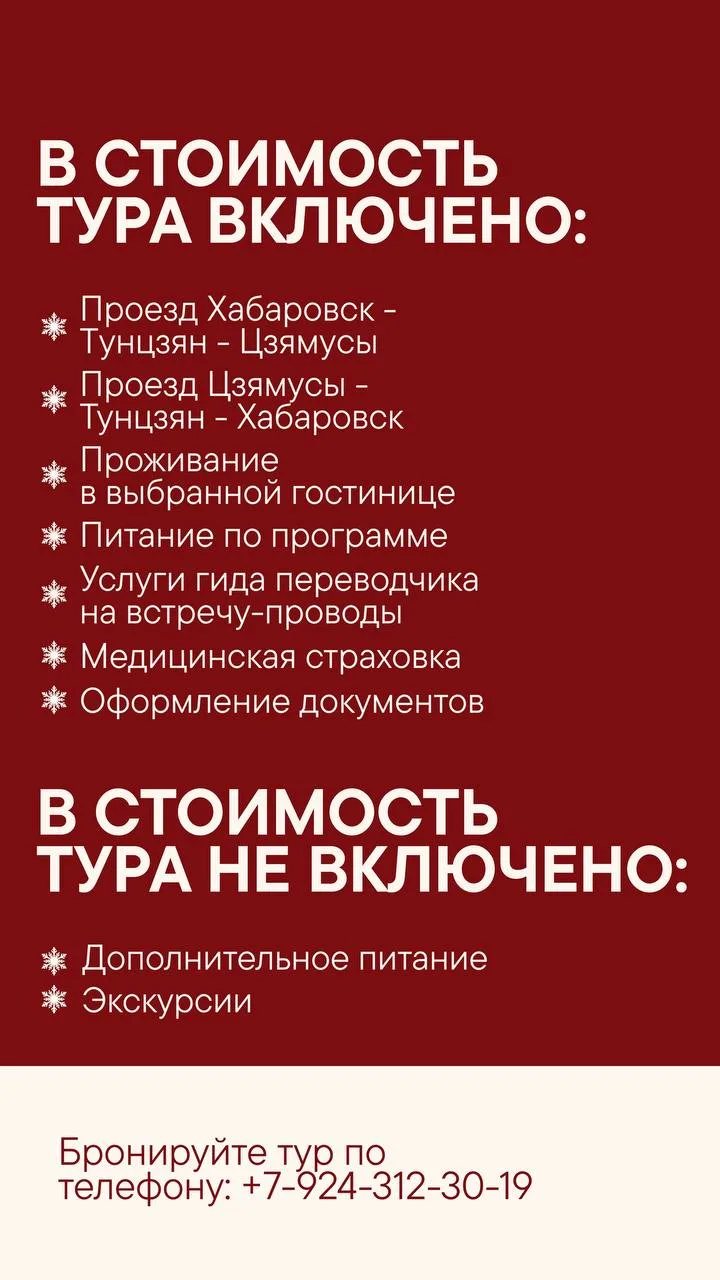 В СТОИМОСТЬ
ТУРА ВКЛЮЧЕНО:
Проезд Хабаровск -
Тунцзян - Цзямусы
Проезд Цзямусы -
Тунцзян - Хабаровск
Проживание
в выбранной гостинице
Питание по программе
Услуги гида переводчика
на встречу-проводы
Медицинская страховка
Оформление документов
В СТОИМОСТЬ
ТУРА НЕ ВКЛЮЧЕНО:
Дополнительное питание
Экскурсии
Бронируйте тур по
телефону: +7-924-312-30-19